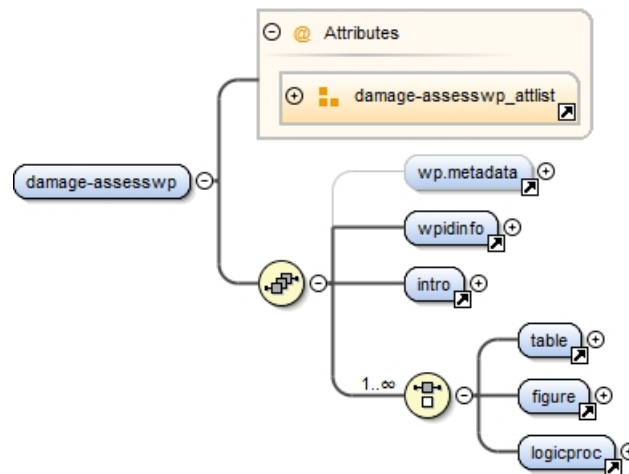 @ Attributes
damage-assesswp_attlist
damage-assesswp
wp.metadata
wpidinfo
intro
1..∞
table
figure
logicproc